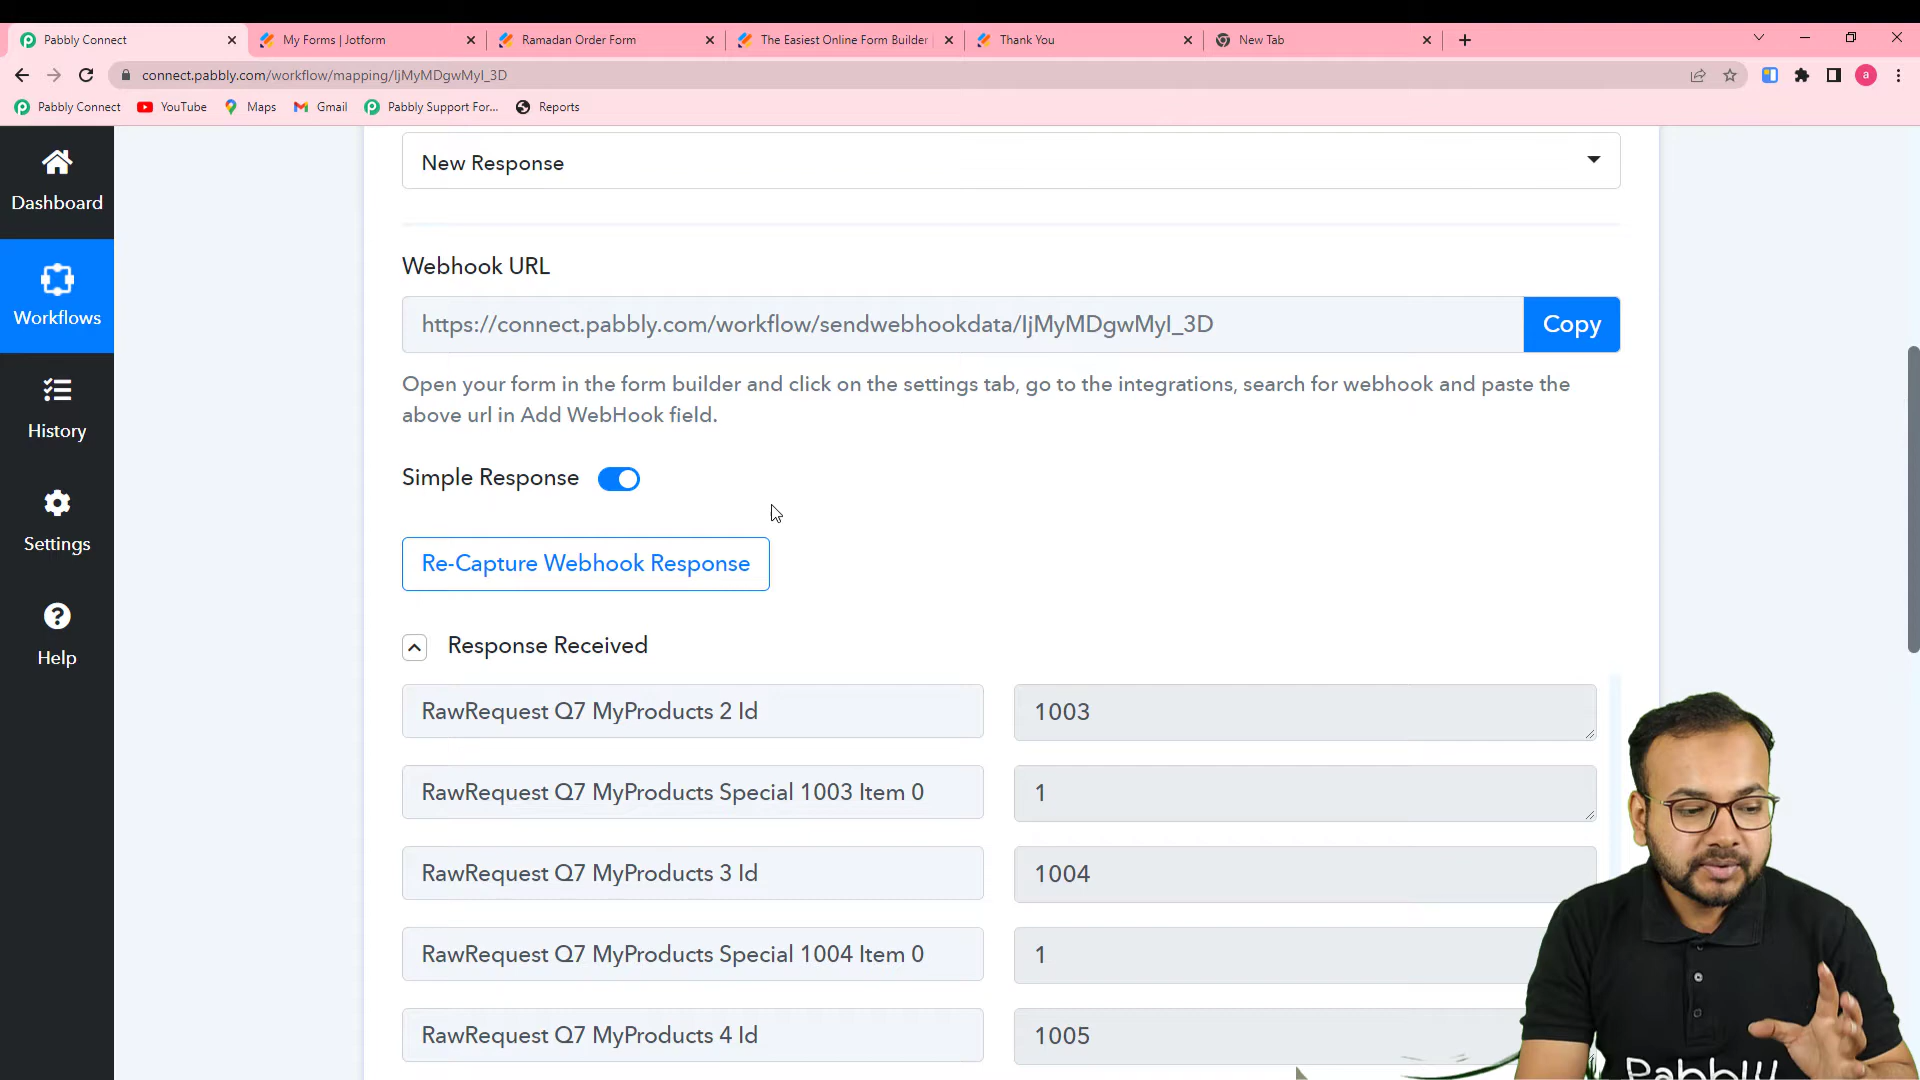 Pabbly Connect
My Forms | Jotform
Ramadan Order Form
The Easiest Online Form Builder
Thank You
New Tab
connect.pabbly.com/workflow/mapping/IjMyMDgwMyI_3D
a
Pabbly Connect
YouTube
Maps
Gmail
Pabbly Support For...
Reports
Dashboard
Workflows
History
Settings
Help
New Response
Webhook URL
https://connect.pabbly.com/workflow/sendwebhookdata/IjMyMDgwMyI_3D
Copy
Open your form in the form builder and click on the settings tab, go to the integrations, search for webhook and paste the
above url in Add WebHook field.
Simple Response
Re-Capture Webhook Response
Response Received
RawRequest Q7 MyProducts 2 Id
1003
RawRequest Q7 MyProducts Special 1003 Item 0
1
RawRequest Q7 MyProducts 3 Id
1004
RawRequest Q7 MyProducts Special 1004 Item 0
1
RawRequest Q7 MyProducts 4 Id
1005
Pabbly